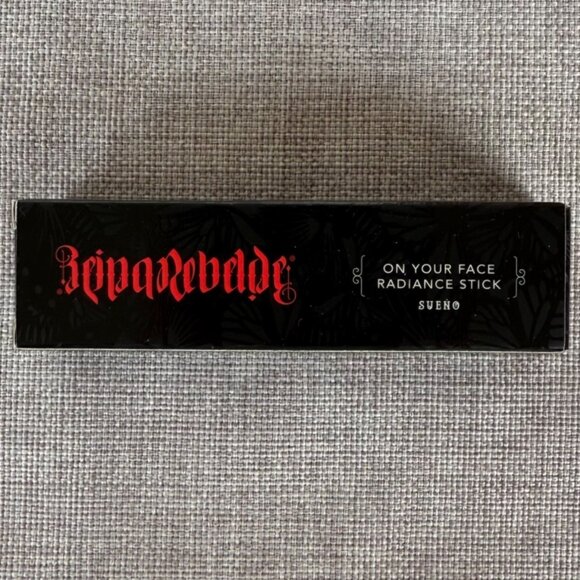 ReinaRebelde
ON YOUR FACE
RADIANCE STICK
SUEÑO